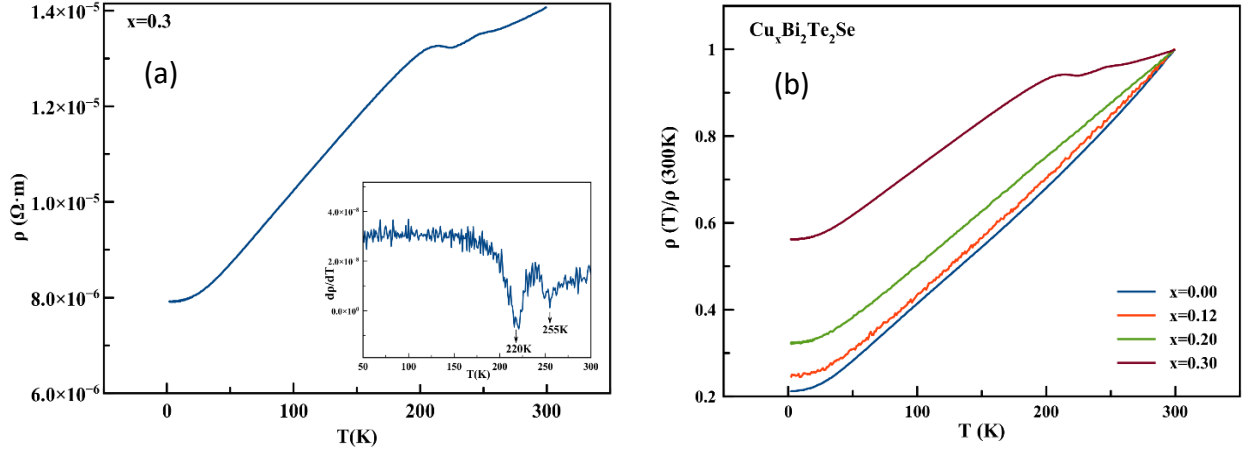 x=0.3
(a)
1.4×10⁻⁵
1.2×10⁻⁵
1.0×10⁻⁵
8.0×10⁻⁶
6.0×10⁻⁶
ρ (Ω·m)
0 100 200 300
T(K)
4.0×10⁻⁸
2.0×10⁻⁸
0.0×10⁰
dρ/dT
220K
255K
50 100 150 200 250 300
T(K)
CuₓBi₂Te₂Se
(b)
1
0.8
0.6
0.4
0.2
ρ (T)/ρ (300K)
x=0.00
x=0.12
x=0.20
x=0.30
0 100 200 300
T (K)